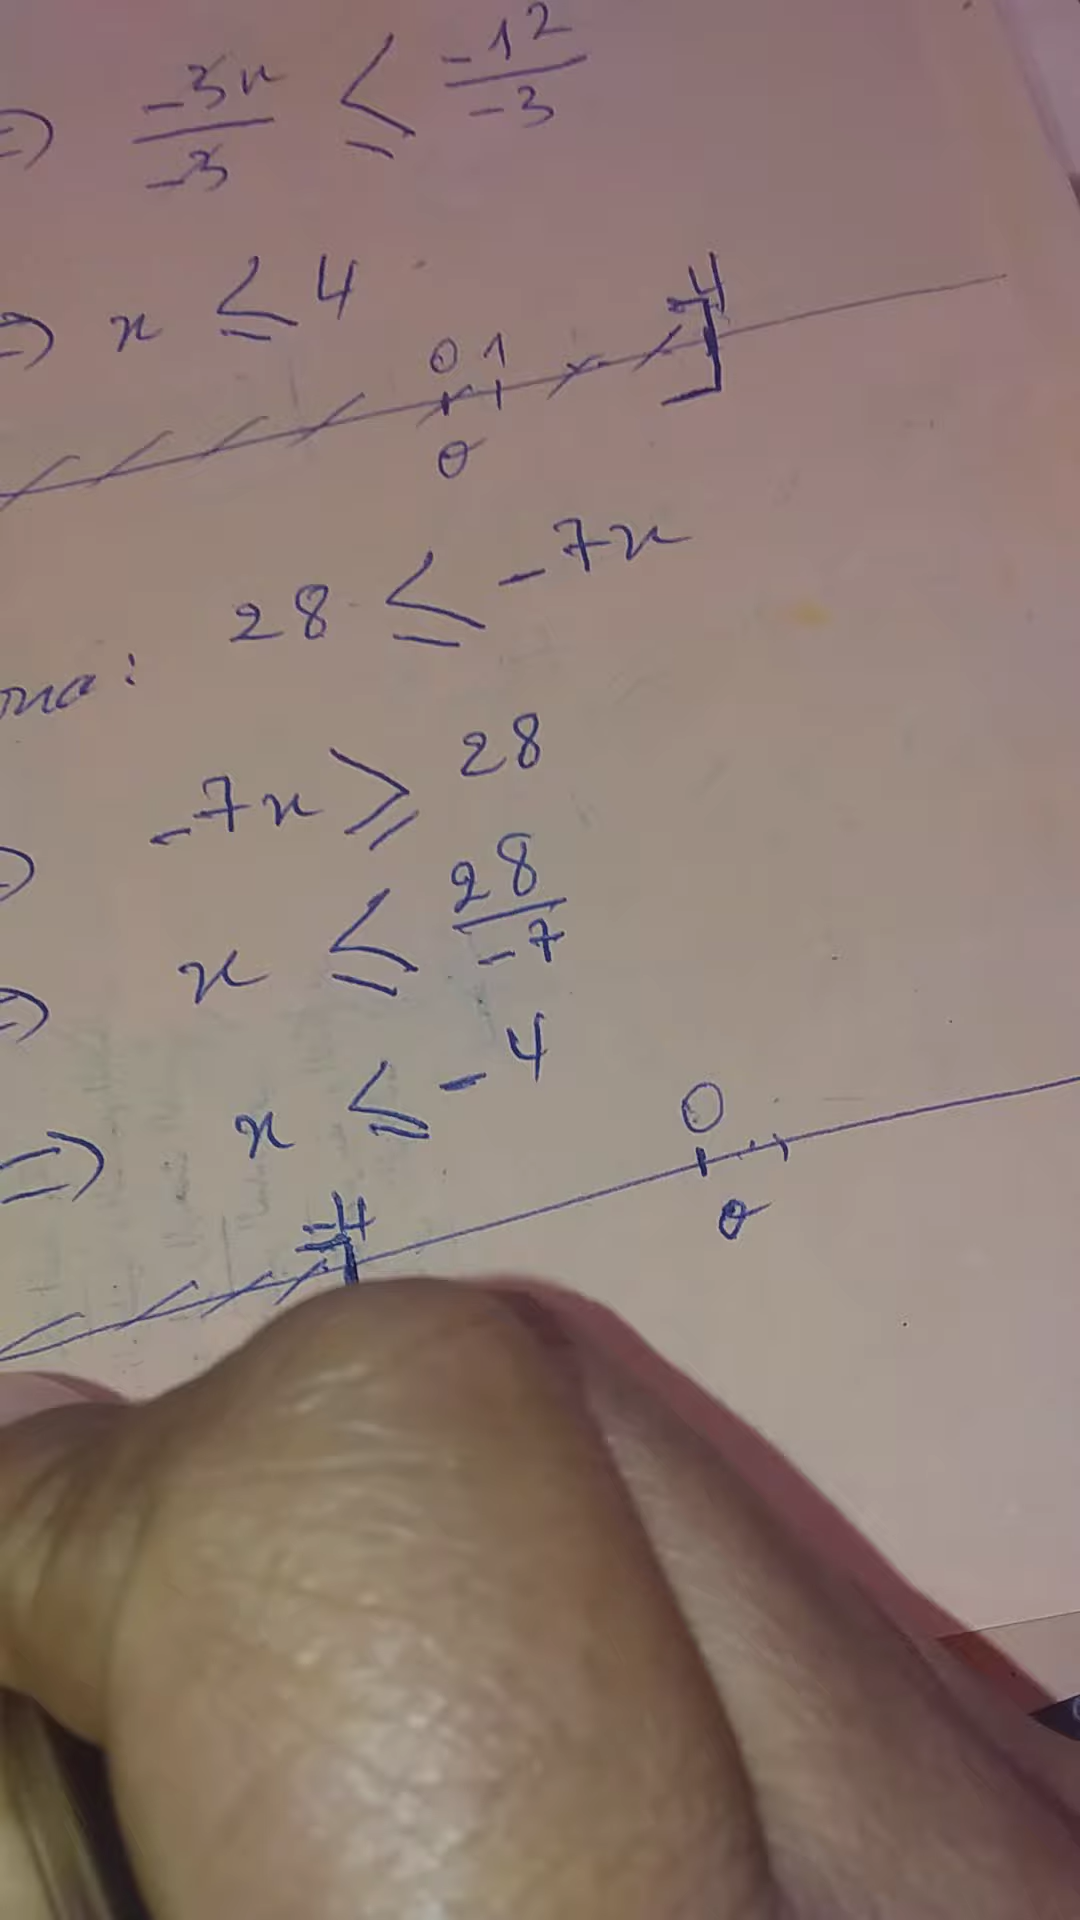 ⇒ -3x/-3 ≤ -12/-3
⇒ x ≤ 4
4
0 1
0
28 ≤ -7x
-7x ≥ 28
⇒ x ≤ 28/-7
⇒ x ≤ -4
0
-4
0